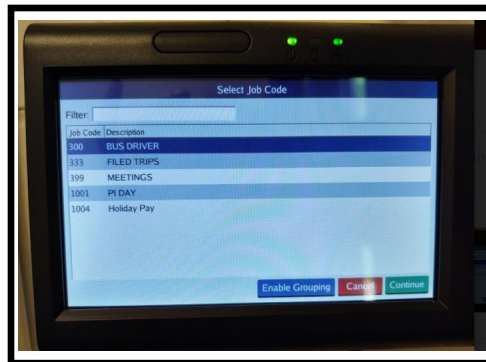 Select Job Code
Filter:
Job Code Description
300 BUS DRIVER
333 FILED TRIPS
399 MEETINGS
1001 PI DAY
1004 Holiday Pay
Enable Grouping Cancel Continue